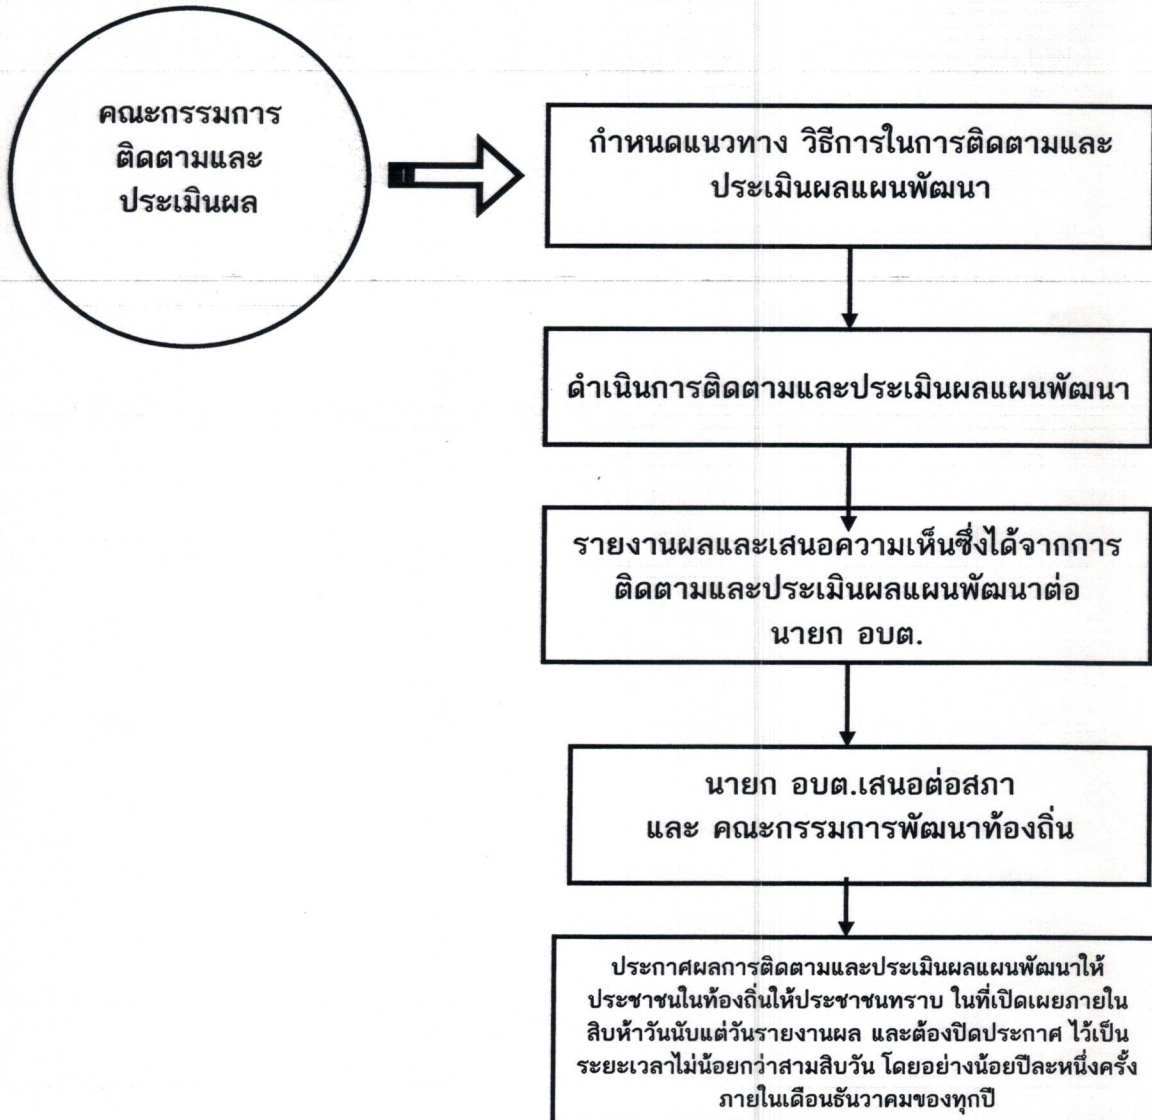 คณะกรรมการ
ติดตามและ
ประเมินผล
กำหนดแนวทาง วิธีการในการติดตามและ
ประเมินผลแผนพัฒนา
ดำเนินการติดตามและประเมินผลแผนพัฒนา
รายงานผลและเสนอความเห็นซึ่งได้จากการ
ติดตามและประเมินผลแผนพัฒนาต่อ
นายก อบต.
นายก อบต.เสนอต่อสภา
และ คณะกรรมการพัฒนาท้องถิ่น
ประกาศผลการติดตามและประเมินผลแผนพัฒนาให้
ประชาชนในท้องถิ่นให้ประชาชนทราบ ในที่เปิดเผยภายใน
สิบห้าวันนับแต่วันรายงานผล และต้องปิดประกาศ ไว้เป็น
ระยะเวลาไม่น้อยกว่าสามสิบวัน โดยอย่างน้อยปีละหนึ่งครั้ง
ภายในเดือนธันวาคมของทุกปี